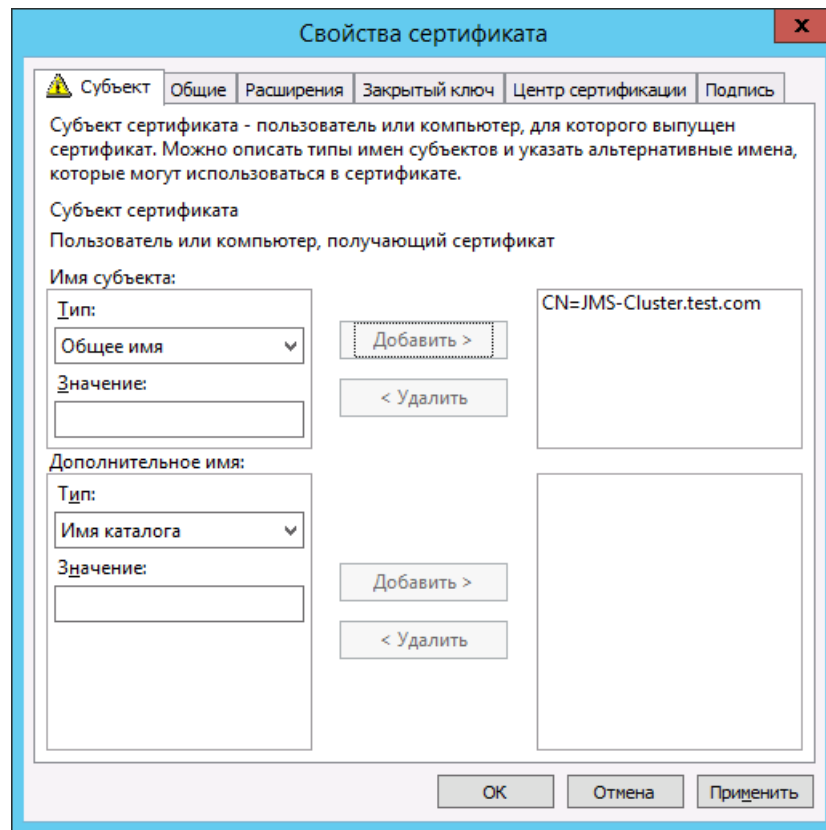 Свойства сертификата
x
Субъект Общие Расширения Закрытый ключ Центр сертификации Подпись
Субъект сертификата - пользователь или компьютер, для которого выпущен
сертификат. Можно описать типы имен субъектов и указать альтернативные имена,
которые могут использоваться в сертификате.
Субъект сертификата
Пользователь или компьютер, получающий сертификат
Имя субъекта:
Тип:
Общее имя
Значение:
Добавить >
< Удалить
CN=JMS-Cluster.test.com
Дополнительное имя:
Тип:
Имя каталога
Значение:
Добавить >
< Удалить
ОК Отмена Применить